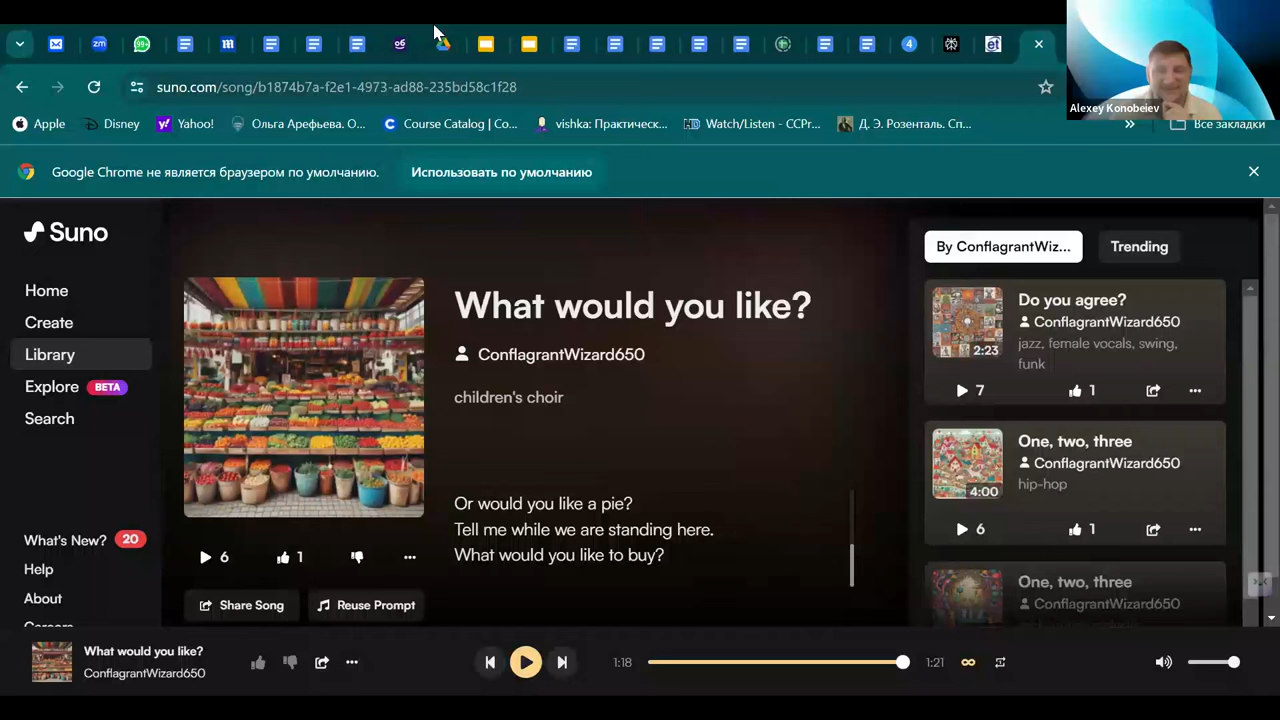 99+
zm
4
et
suno.com/song/b1874b7a-f2e1-4973-ad88-235bd58c1f28
Alexey Konobeiev
Apple
Disney
Yahoo!
Ольга Арефьева. О...
Course Catalog | Co...
vishka: Практическ...
Watch/Listen - CCPr...
Д. Э. Розенталь. Сп...
Все закладки
Google Chrome не является браузером по умолчанию.
Использовать по умолчанию
Suno
Home
Create
Library
Explore BETA
Search
What's New? 20
Help
About
Careers
What would you like?
ConflagrantWizard650
children's choir
Or would you like a pie?
Tell me while we are standing here.
What would you like to buy?
6
1
Share Song
Reuse Prompt
By ConflagrantWiz...
Trending
Do you agree?
ConflagrantWizard650
jazz, female vocals, swing,
funk
2:23
7
1
One, two, three
ConflagrantWizard650
hip-hop
4:00
6
1
One, two, three
ConflagrantWizard650
What would you like?
ConflagrantWizard650
1:18
1:21